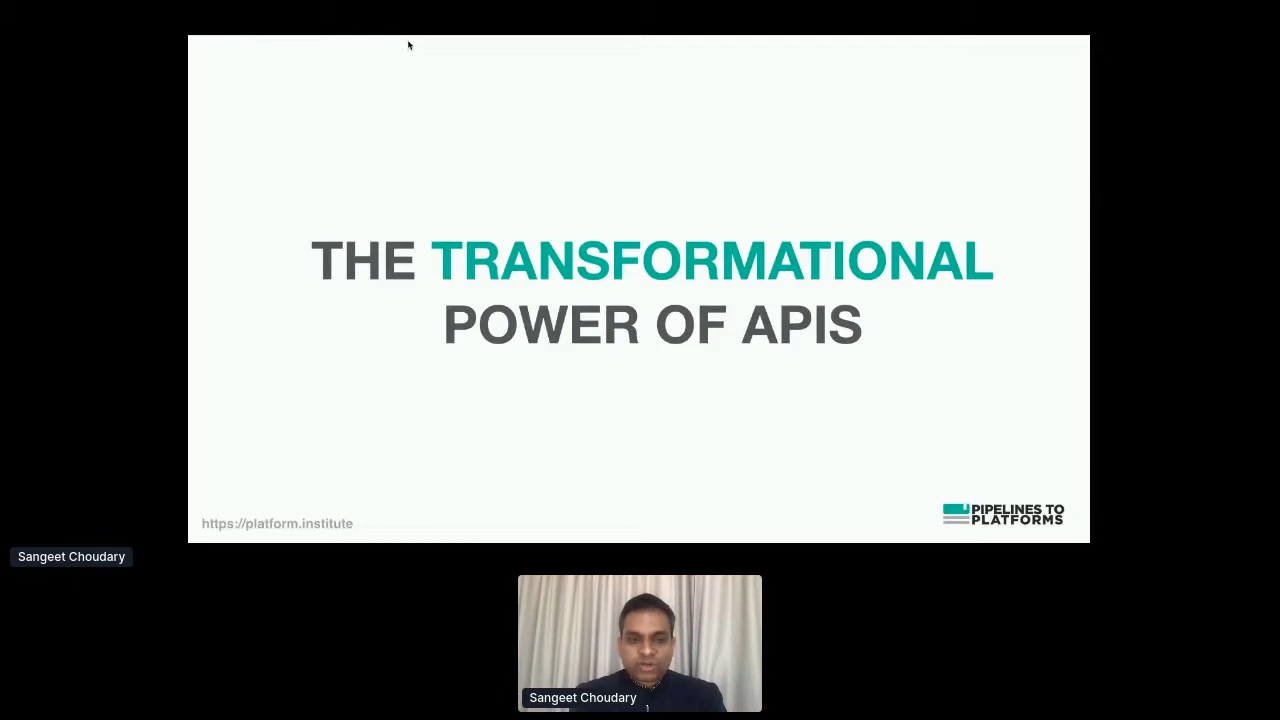 THE TRANSFORMATIONAL
POWER OF APIS
https://platform.institute
PIPELINES TO
PLATFORMS
Sangeet Choudary
Sangeet Choudary